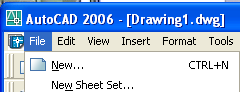 AutoCAD 2006 - [Drawing1.dwg]
File Edit View Insert Format Tools
New... CTRL+N
New Sheet Set...